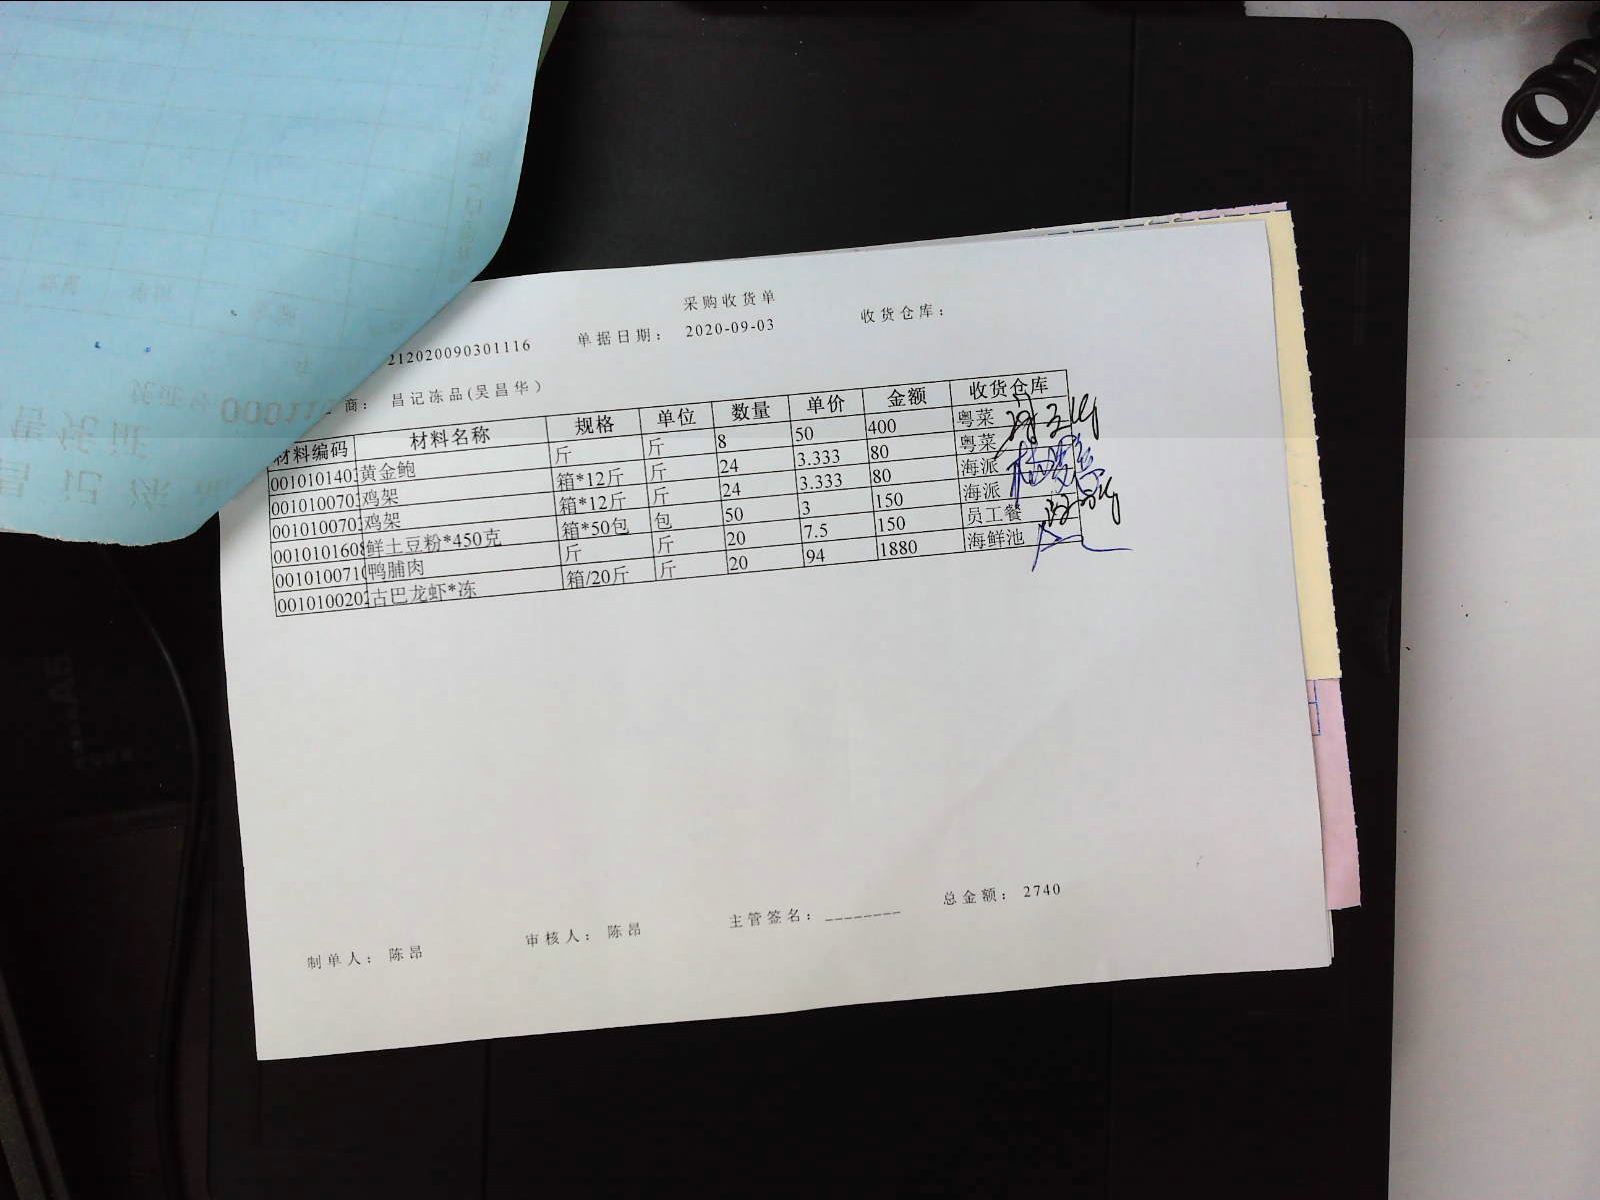 采购收货单
212020090301116 单据日期： 2020-09-03 收货仓库：
商： 昌记冻品(吴昌华)
材料编码 材料名称 规格 单位 数量 单价 金额 收货仓库
001010140 黄金鲍 斤 斤 8 50 400 粤菜
001010070 鸡架 箱*12斤 斤 24 3.333 80 粤菜
001010070 鸡架 箱*12斤 斤 24 3.333 80 海派
001010160 鲜土豆粉*450克 箱*50包 包 50 3 150 海派
001010071 鸭脯肉 斤 斤 20 7.5 150 员工餐
001010020 古巴龙虾*冻 箱/20斤 斤 20 94 1880 海鲜池
制单人： 陈昂 审核人： 陈昂 主管签名：________ 总金额： 2740